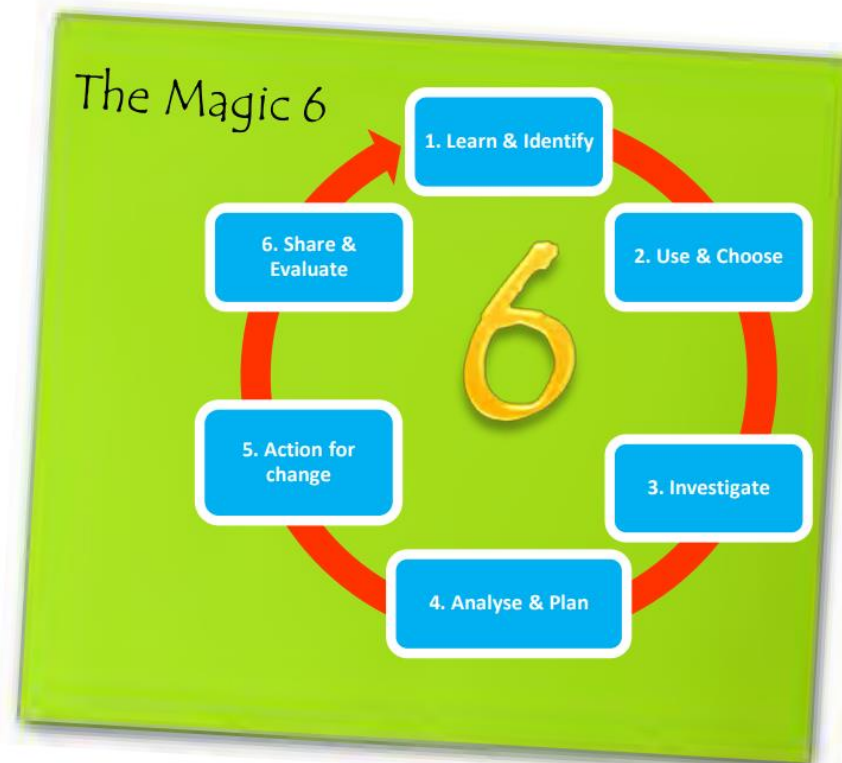 The Magic 6
1. Learn & Identify
2. Use & Choose
3. Investigate
4. Analyse & Plan
5. Action for
change
6. Share &
Evaluate
6